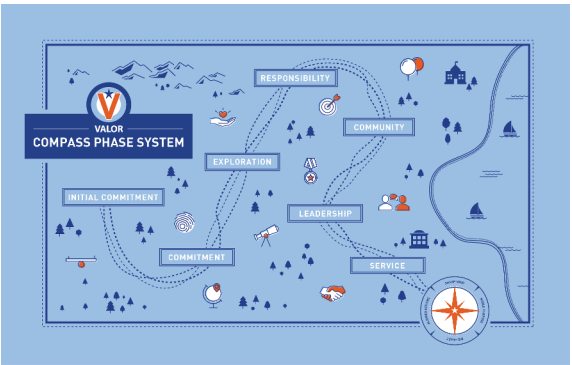 VALOR
COMPASS PHASE SYSTEM
INITIAL COMMITMENT
COMMITMENT
EXPLORATION
RESPONSIBILITY
COMMUNITY
LEADERSHIP
SERVICE